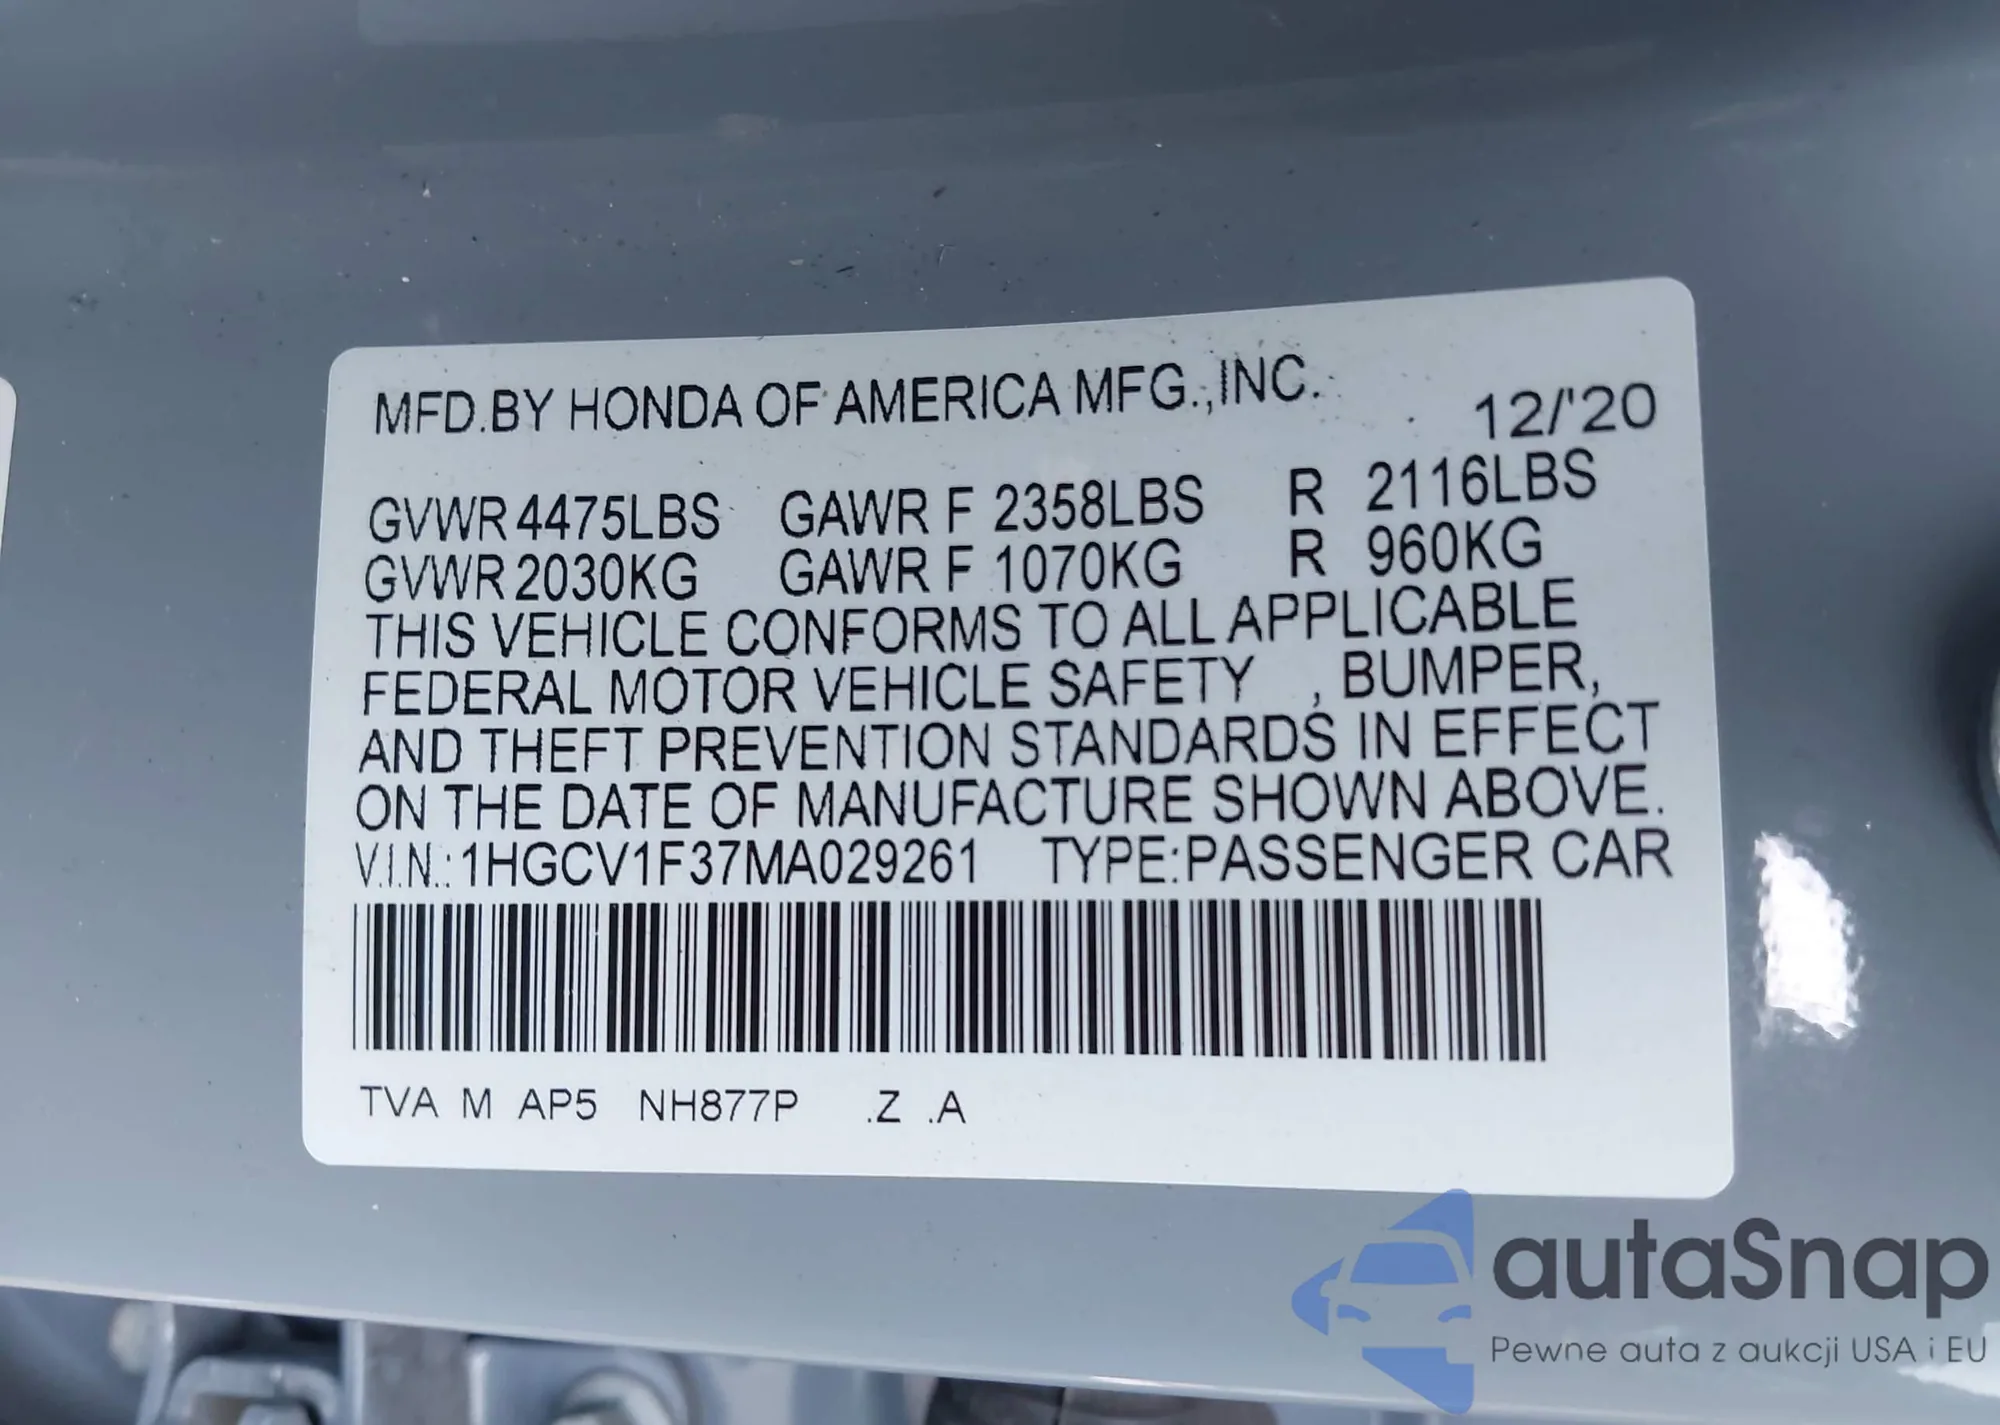 MFD.BY HONDA OF AMERICA MFG.,INC. 12/'20
GVWR 4475LBS GAWR F 2358LBS R 2116LBS
GVWR 2030KG GAWR F 1070KG R 960KG
THIS VEHICLE CONFORMS TO ALL APPLICABLE
FEDERAL MOTOR VEHICLE SAFETY , BUMPER,
AND THEFT PREVENTION STANDARDS IN EFFECT
ON THE DATE OF MANUFACTURE SHOWN ABOVE.
V.I.N.: 1HGCV1F37MA029261 TYPE:PASSENGER CAR
TVA M AP5 NH877P .Z .A
autaSnap
Pewne auta z aukcji USA i EU